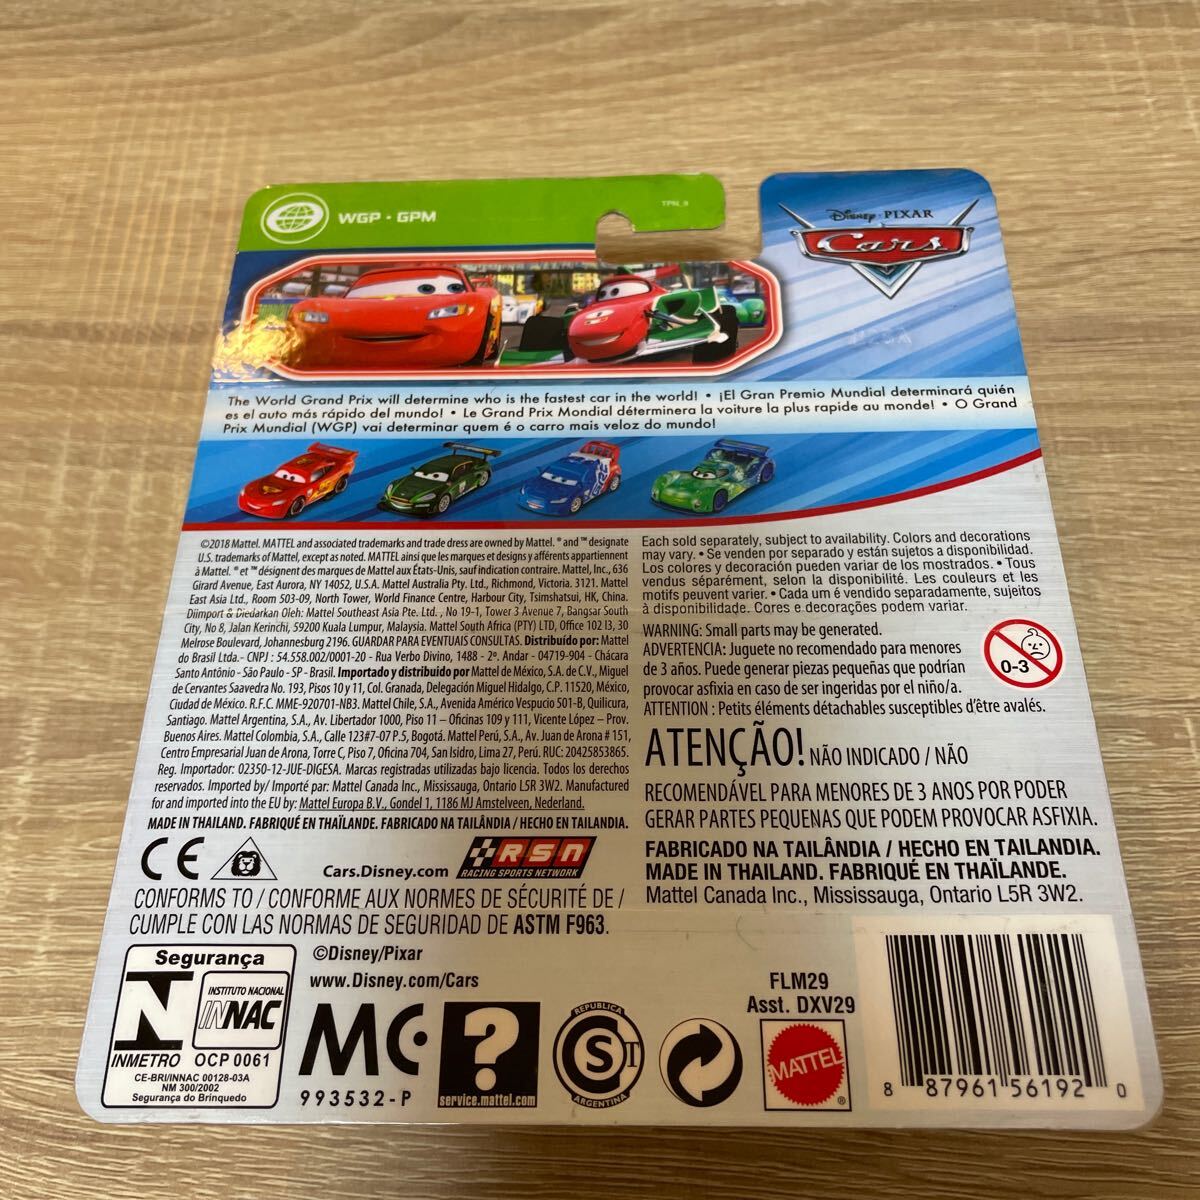 WGP · GPM
TPN_9
Disney · PIXAR
Cars
The World Grand Prix will determine who is the fastest car in the world! • ¡El Gran Premio Mundial determinará quién
es el auto más rápido del mundo! • Le Grand Prix Mondial déterminera la voiture la plus rapide au monde! • O Grand
Prix Mundial (WGP) vai determinar quem é o carro mais veloz do mundo!
©2018 Mattel. MATTEL and associated trademarks and trade dress are owned by Mattel. ® and ™ designate
U.S. trademarks of Mattel, except as noted. MATTEL ainsi que les marques et designs y afférents appartiennent
à Mattel. ® et ™ désignent des marques de Mattel aux États-Unis, sauf indication contraire. Mattel, Inc., 636
Girard Avenue, East Aurora, NY 14052, U.S.A. Mattel Australia Pty. Ltd., Richmond, Victoria. 3121. Mattel
East Asia Ltd., Room 503-09, North Tower, World Finance Centre, Harbour City, Tsimshatsui, HK, China.
Diimport & Diedarkan Oleh: Mattel Southeast Asia Pte. Ltd. , No 19-1, Tower 3 Avenue 7, Bangsar South
City, No 8, Jalan Kerinchi, 59200 Kuala Lumpur, Malaysia. Mattel South Africa (PTY) LTD, Office 102 I3, 30
Melrose Boulevard, Johannesburg 2196. GUARDAR PARA EVENTUAIS CONSULTAS. Distribuído por: Mattel
do Brasil Ltda.- CNPJ : 54.558.002/0001-20 - Rua Verbo Divino, 1488 - 2º. Andar - 04719-904 - Chácara
Santo Antônio - São Paulo - SP - Brasil. Importado y distribuido por Mattel de México, S.A. de C.V., Miguel
de Cervantes Saavedra No. 193, Pisos 10 y 11, Col. Granada, Delegación Miguel Hidalgo, C.P. 11520, México,
Ciudad de México. R.F.C. MME-920701-NB3. Mattel Chile, S.A., Avenida Américo Vespucio 501-B, Quilicura,
Santiago. Mattel Argentina, S.A., Av. Libertador 1000, Piso 11 – Oficinas 109 y 111, Vicente López – Prov.
Buenos Aires. Mattel Colombia, S.A., Calle 123#7-07 P.5, Bogotá. Mattel Perú, S.A., Av. Juan de Arona # 151,
Centro Empresarial Juan de Arona, Torre C, Piso 7, Oficina 704, San Isidro, Lima 27, Perú. RUC: 20425853865.
Reg. Importador: 02350-12-JUE-DIGESA. Marcas registradas utilizadas bajo licencia. Todos los derechos
reservados. Imported by/ Importé par: Mattel Canada Inc., Mississauga, Ontario L5R 3W2. Manufactured
for and imported into the EU by: Mattel Europa B.V., Gondel 1, 1186 MJ Amstelveen, Nederland.
MADE IN THAILAND. FABRIQUÉ EN THAÏLANDE. FABRICADO NA TAILÂNDIA / HECHO EN TAILANDIA.
CE
Cars.Disney.com
RSN
RACING SPORTS NETWORK
CONFORMS TO / CONFORME AUX NORMES DE SÉCURITÉ DE /
CUMPLE CON LAS NORMAS DE SEGURIDAD DE ASTM F963.
Each sold separately, subject to availability. Colors and decorations
may vary. • Se venden por separado y están sujetos a disponibilidad.
Los colores y decoración pueden variar de los mostrados. • Tous
vendus séparément, selon la disponibilité. Les couleurs et les
motifs peuvent varier. • Cada um é vendido separadamente, sujeitos
à disponibilidade. Cores e decorações podem variar.
WARNING: Small parts may be generated.
ADVERTENCIA: Juguete no recomendado para menores
de 3 años. Puede generar piezas pequeñas que podrían
provocar asfixia en caso de ser ingeridas por el niño/a.
ATTENTION : Petits éléments détachables susceptibles d'être avalés.
0-3
ATENÇÃO! NÃO INDICADO / NÃO
RECOMENDÁVEL PARA MENORES DE 3 ANOS POR PODER
GERAR PARTES PEQUENAS QUE PODEM PROVOCAR ASFIXIA.
FABRICADO NA TAILÂNDIA / HECHO EN TAILANDIA.
MADE IN THAILAND. FABRIQUÉ EN THAÏLANDE.
Mattel Canada Inc., Mississauga, Ontario L5R 3W2.
Segurança
INSTITUTO NACIONAL
INNAC
INMETRO OCP 0061
CE-BRI/INNAC 00128-03A
NM 300/2002
Segurança do Brinquedo
©Disney/Pixar
www.Disney.com/Cars
MC
993532-P
?
service.mattel.com
REPUBLICA
CST
ARGENTINA
FLM29
Asst. DXV29
MATTEL
®
8 87961 56192 0